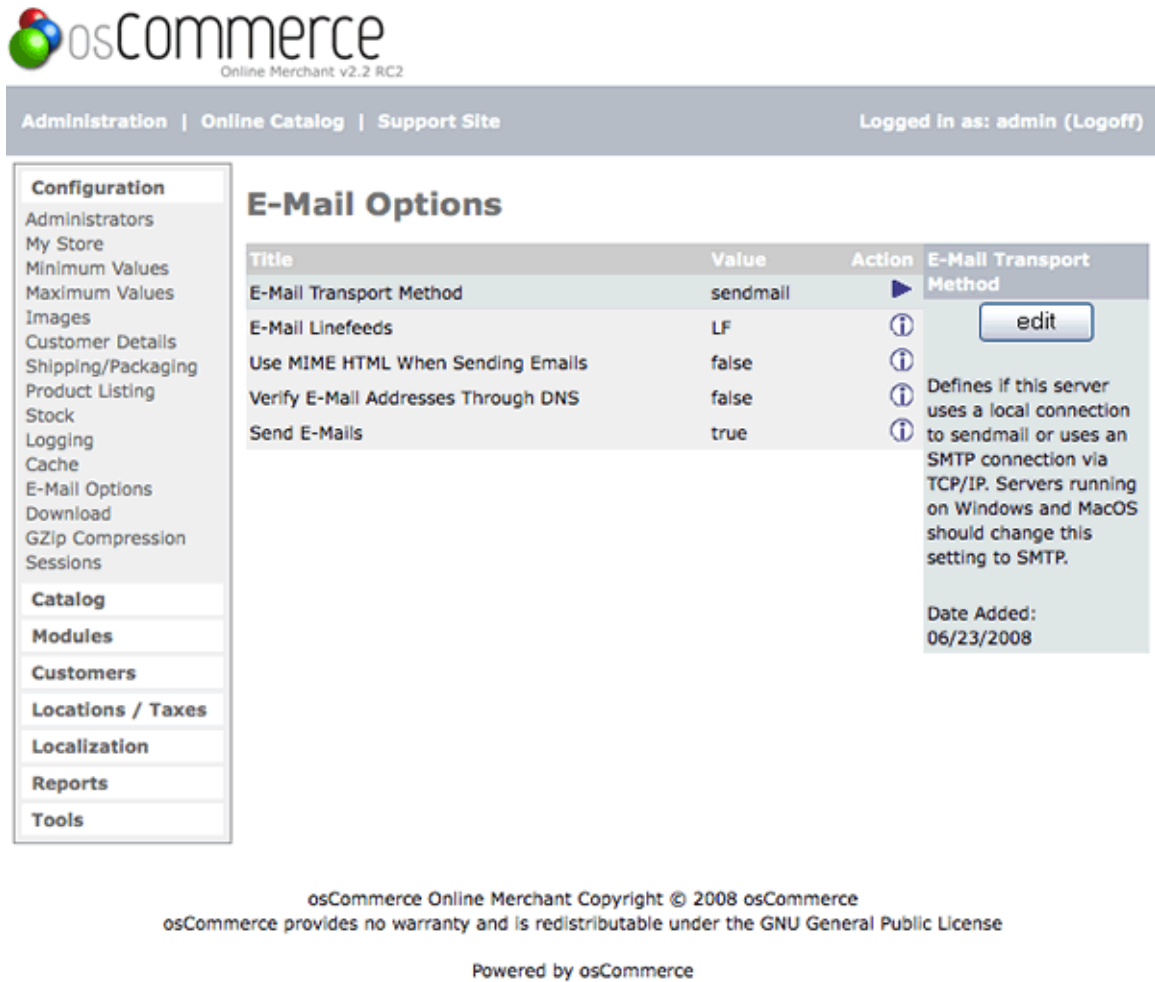 osCommerce
Online Merchant v2.2 RC2
Administration | Online Catalog | Support Site
Logged in as: admin (Logoff)
Configuration
Administrators
My Store
Minimum Values
Maximum Values
Images
Customer Details
Shipping/Packaging
Product Listing
Stock
Logging
Cache
E-Mail Options
Download
GZip Compression
Sessions
Catalog
Modules
Customers
Locations / Taxes
Localization
Reports
Tools
E-Mail Options
Title Value Action
E-Mail Transport Method sendmail
E-Mail Linefeeds LF
Use MIME HTML When Sending Emails false
Verify E-Mail Addresses Through DNS false
Send E-Mails true
E-Mail Transport
Method
edit
Defines if this server
uses a local connection
to sendmail or uses an
SMTP connection via
TCP/IP. Servers running
on Windows and MacOS
should change this
setting to SMTP.
Date Added:
06/23/2008
osCommerce Online Merchant Copyright © 2008 osCommerce
osCommerce provides no warranty and is redistributable under the GNU General Public License
Powered by osCommerce